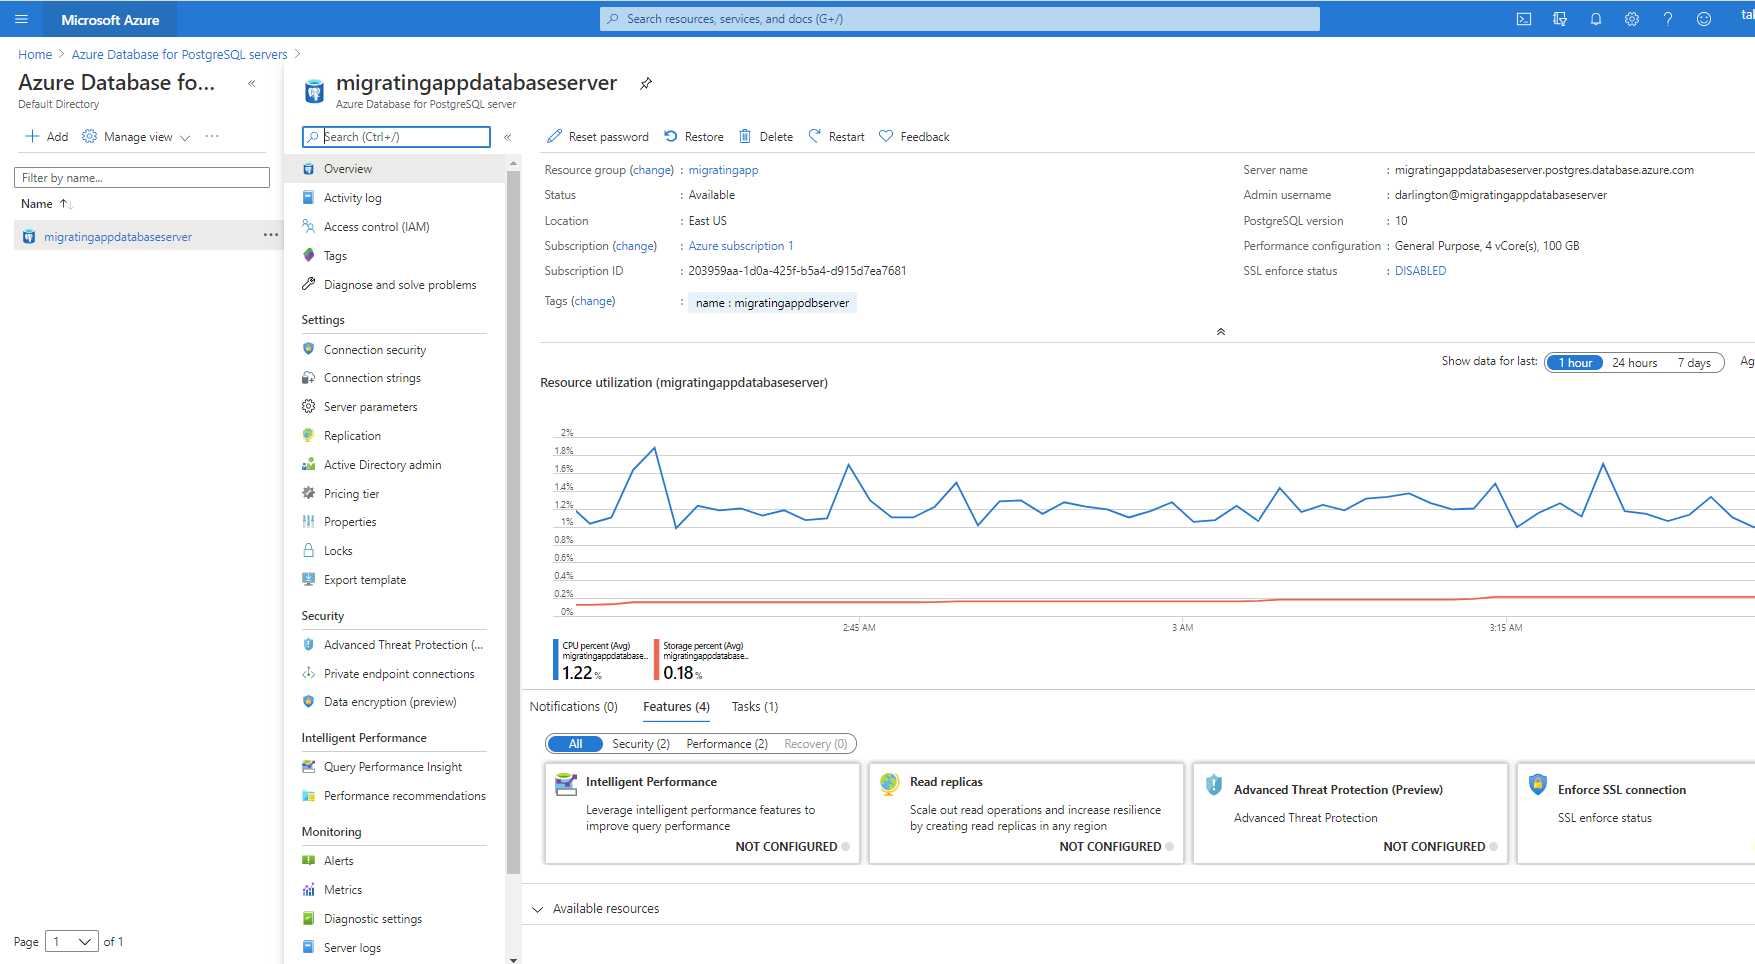 Microsoft Azure
Search resources, services, and docs (G+/)
Home > Azure Database for PostgreSQL servers >
Azure Database fo...
Default Directory
Add Manage view
Filter by name...
Name
migratingappdatabaseserver
Page 1 of 1
migratingappdatabaseserver
Azure Database for PostgreSQL server
Search (Ctrl+/)
Overview
Activity log
Access control (IAM)
Tags
Diagnose and solve problems
Settings
Connection security
Connection strings
Server parameters
Replication
Active Directory admin
Pricing tier
Properties
Locks
Export template
Security
Advanced Threat Protection (...
Private endpoint connections
Data encryption (preview)
Intelligent Performance
Query Performance Insight
Performance recommendations
Monitoring
Alerts
Metrics
Diagnostic settings
Server logs
Reset password Restore Delete Restart Feedback
Resource group (change) : migratingapp
Status : Available
Location : East US
Subscription (change) : Azure subscription 1
Subscription ID : 203959aa-1d0a-425f-b5a4-d915d7ea7681
Tags (change) : name : migratingappdbserver
Server name : migratingappdatabaseserver.postgres.database.azure.com
Admin username : darlington@migratingappdatabaseserver
PostgreSQL version : 10
Performance configuration : General Purpose, 4 vCore(s), 100 GB
SSL enforce status : DISABLED
Show data for last: 1 hour 24 hours 7 days
Resource utilization (migratingappdatabaseserver)
2%
1.8%
1.6%
1.4%
1.2%
1%
0.8%
0.6%
0.4%
0.2%
0%
2:45 AM 3 AM 3:15 AM
CPU percent (Avg)
migratingappdatabase...
1.22 %
Storage percent (Avg)
migratingappdatabase...
0.18 %
Notifications (0) Features (4) Tasks (1)
All Security (2) Performance (2) Recovery (0)
Intelligent Performance
Leverage intelligent performance features to
improve query performance
NOT CONFIGURED
Read replicas
Scale out read operations and increase resilience
by creating read replicas in any region
NOT CONFIGURED
Advanced Threat Protection (Preview)
Advanced Threat Protection
NOT CONFIGURED
Enforce SSL connection
SSL enforce status
Available resources